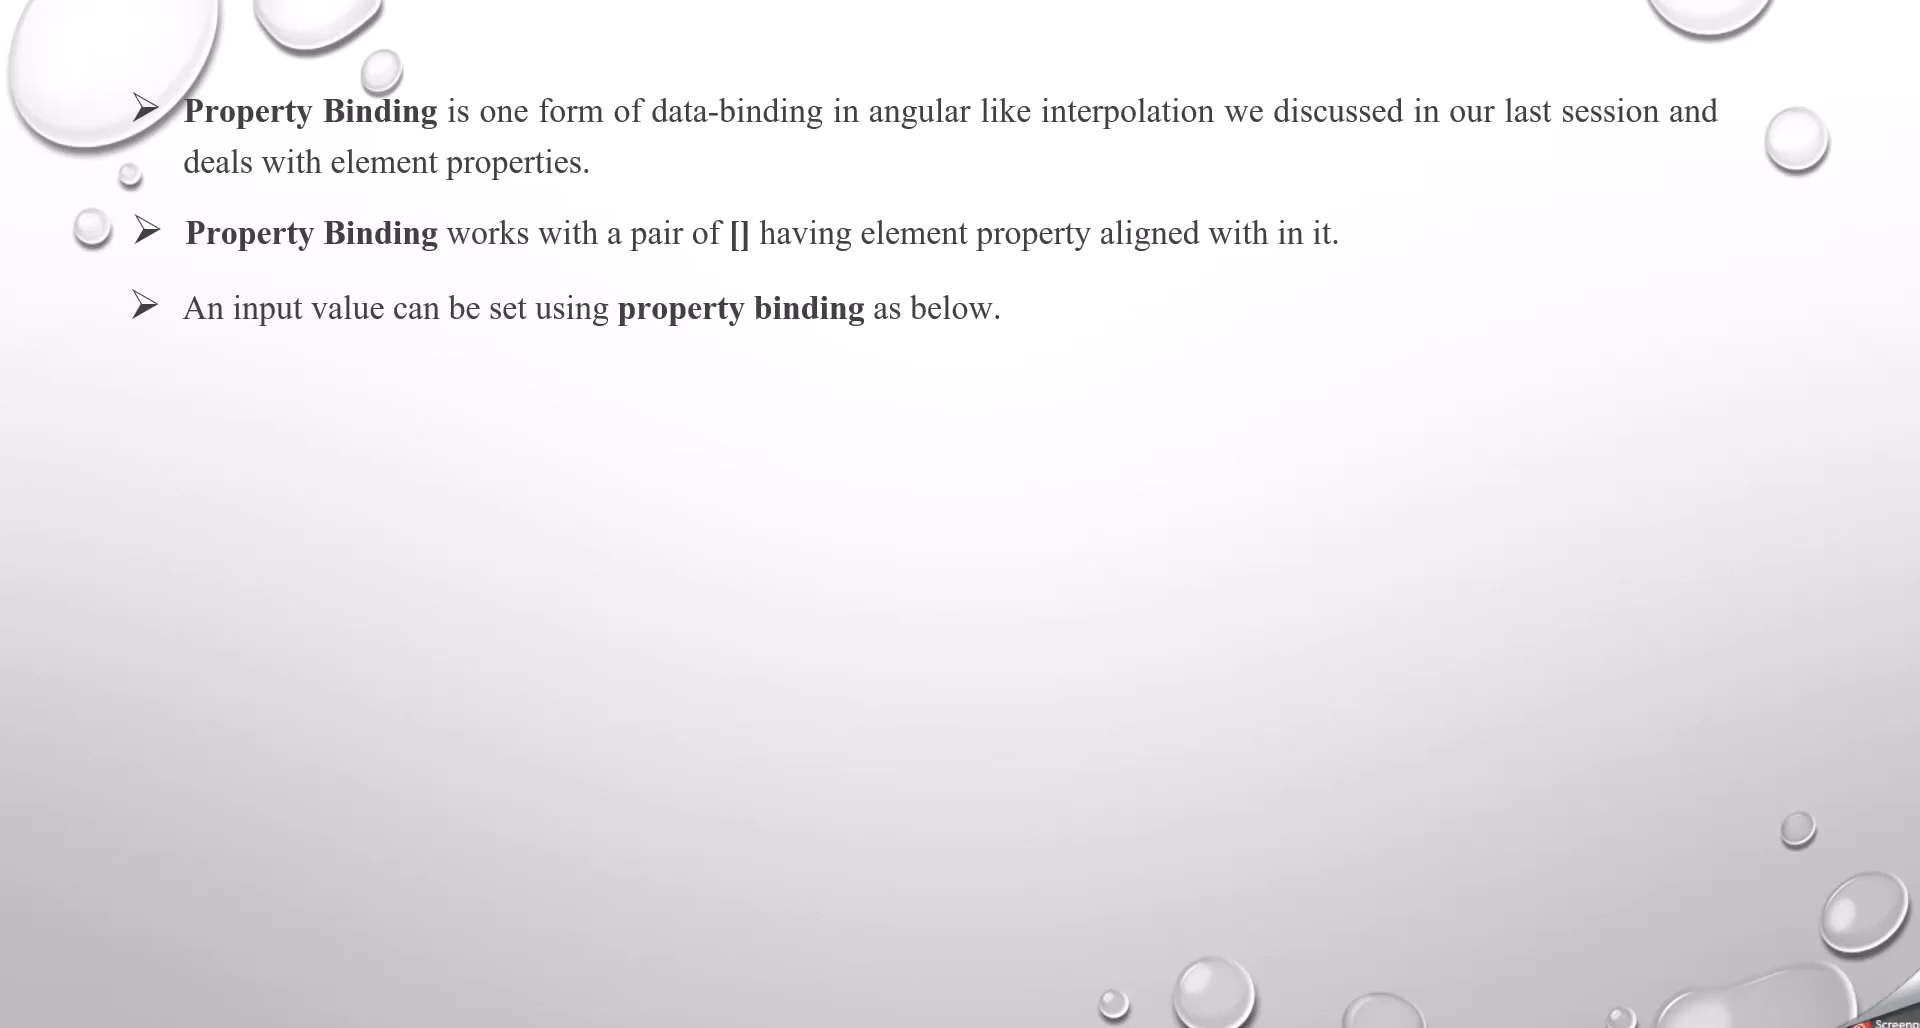 Property Binding is one form of data-binding in angular like interpolation we discussed in our last session and
deals with element properties.
Property Binding works with a pair of [] having element property aligned with in it.
An input value can be set using property binding as below.